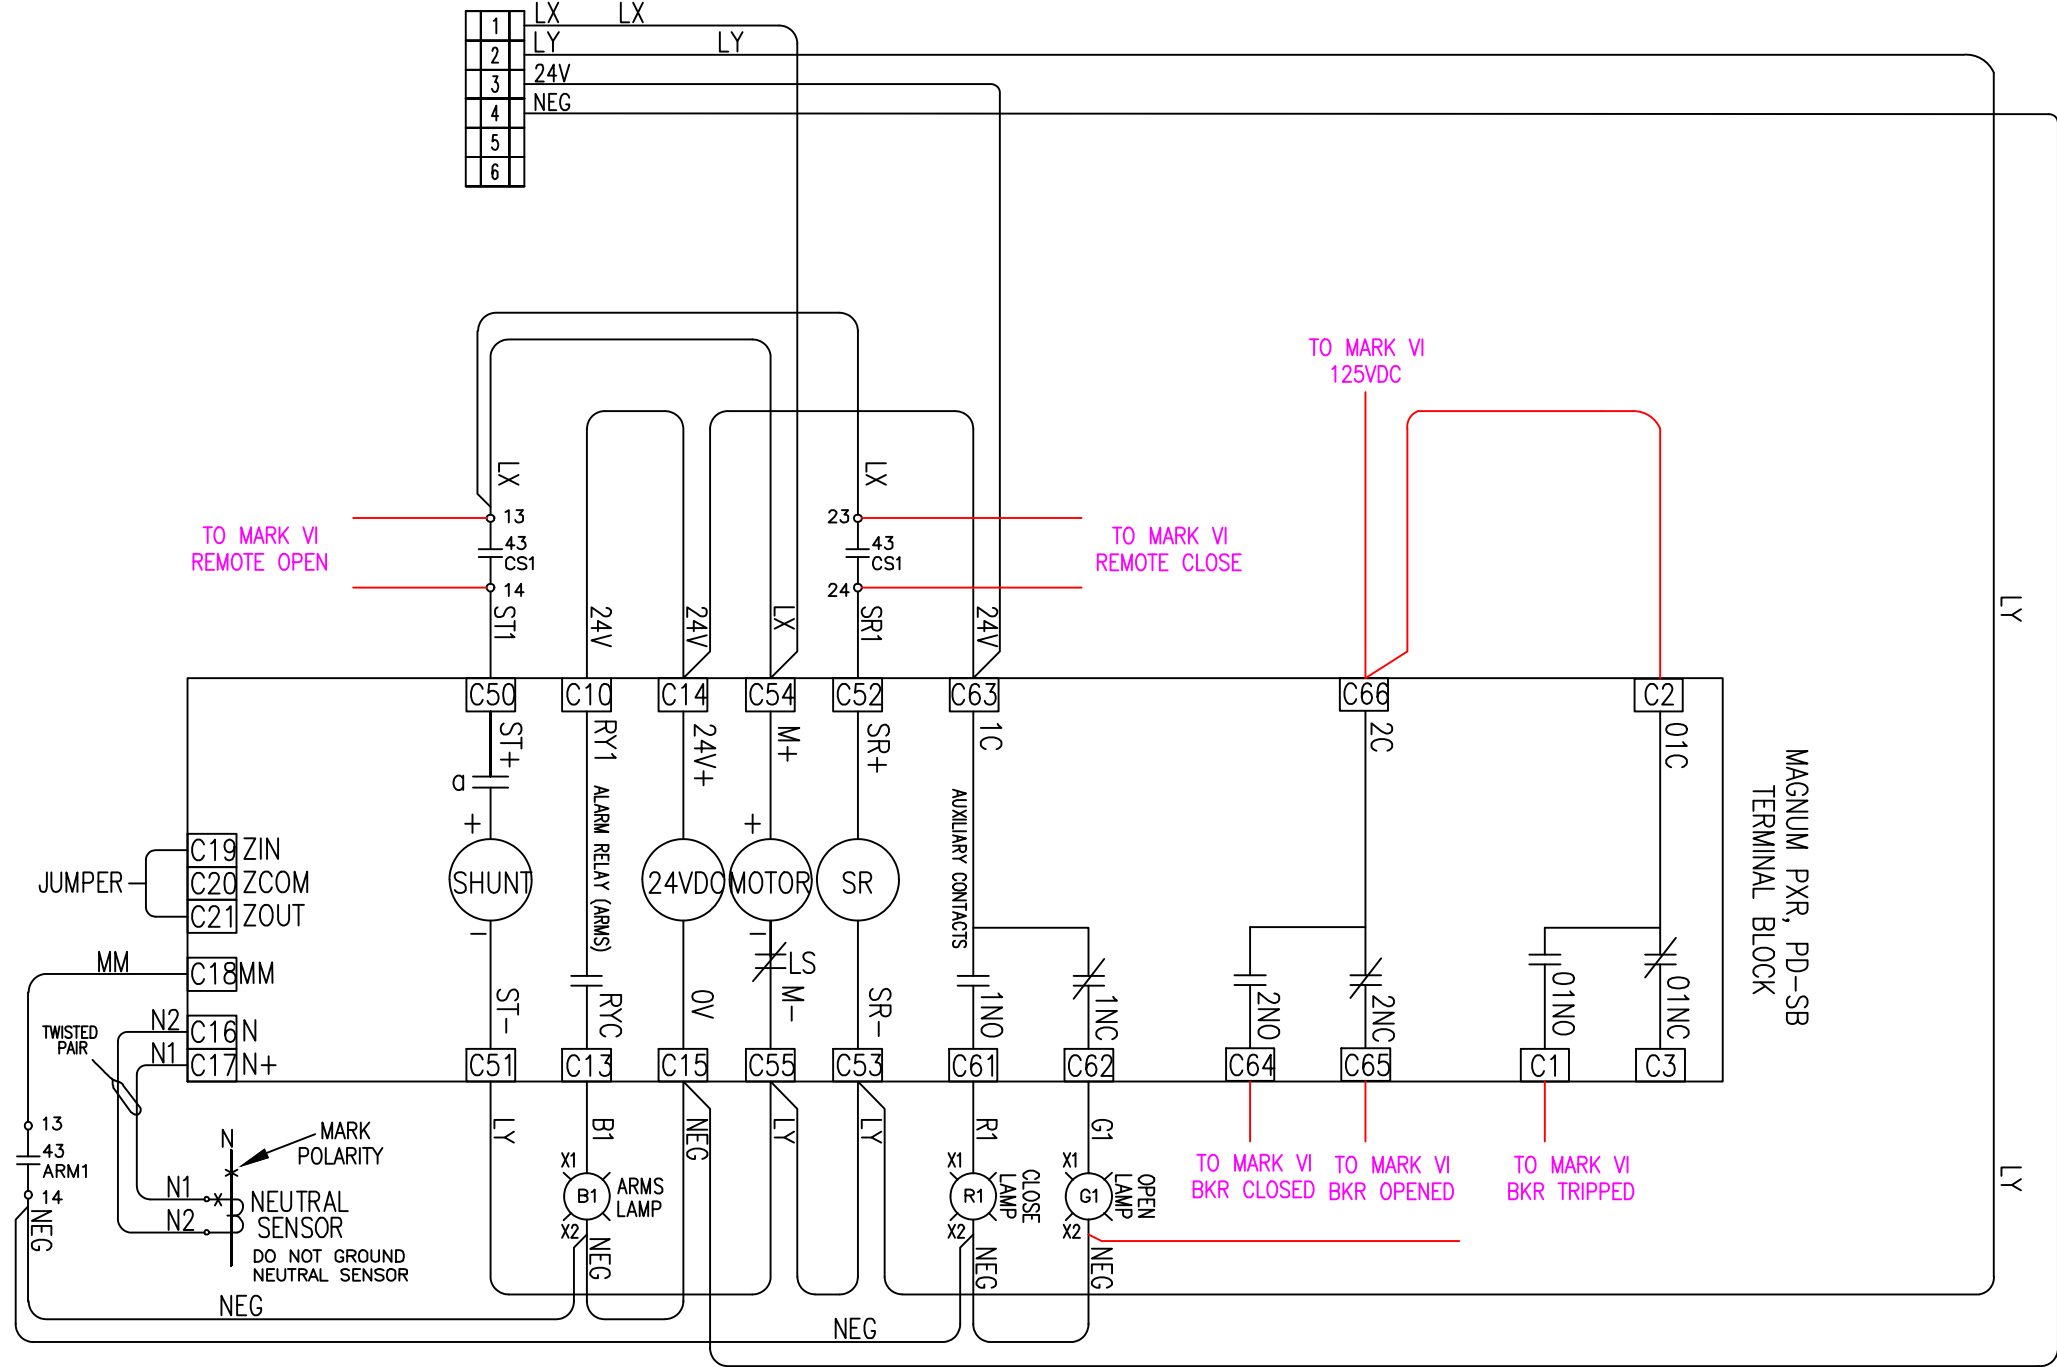 1
2
3
4
5
6
LX LX
LY LY
24V
NEG
TO MARK VI
125VDC
LX
LX
TO MARK VI
REMOTE OPEN
13
43
CS1
14
23
43
CS1
24
TO MARK VI
REMOTE CLOSE
ST1
24V
24V
LX
SR1
24V
LY
C50
C10
C14
C54
C52
C63
C66
C2
ST+
RY1
24V+
M+
SR+
1C
2C
01C
MAGNUM PXR, PD-SB
TERMINAL BLOCK
a
+
+
ALARM RELAY (ARMS)
AUXILIARY CONTACTS
JUMPER
C19 ZIN
C20 ZCOM
C21 ZOUT
SHUNT
24VDC
MOTOR
SR
-
-
LS
MM
C18 MM
ST-
RYC
0V
M-
SR-
1NO
1NC
2NO
2NC
01NO
01NC
TWISTED
PAIR
N2
C16 N
N1
C17 N+
C51
C13
C15
C55
C53
C61
C62
C64
C65
C1
C3
LY
B1
NEG
LY
LY
R1
G1
13
43
ARM1
14
NEG
N
MARK
POLARITY
N1
N2
X
X
NEUTRAL
SENSOR
DO NOT GROUND
NEUTRAL SENSOR
X1
B1
X2
ARMS
LAMP
NEG
X1
R1
X2
CLOSE
LAMP
NEG
X1
G1
X2
OPEN
LAMP
NEG
TO MARK VI
BKR CLOSED
TO MARK VI
BKR OPENED
TO MARK VI
BKR TRIPPED
LY
NEG
NEG